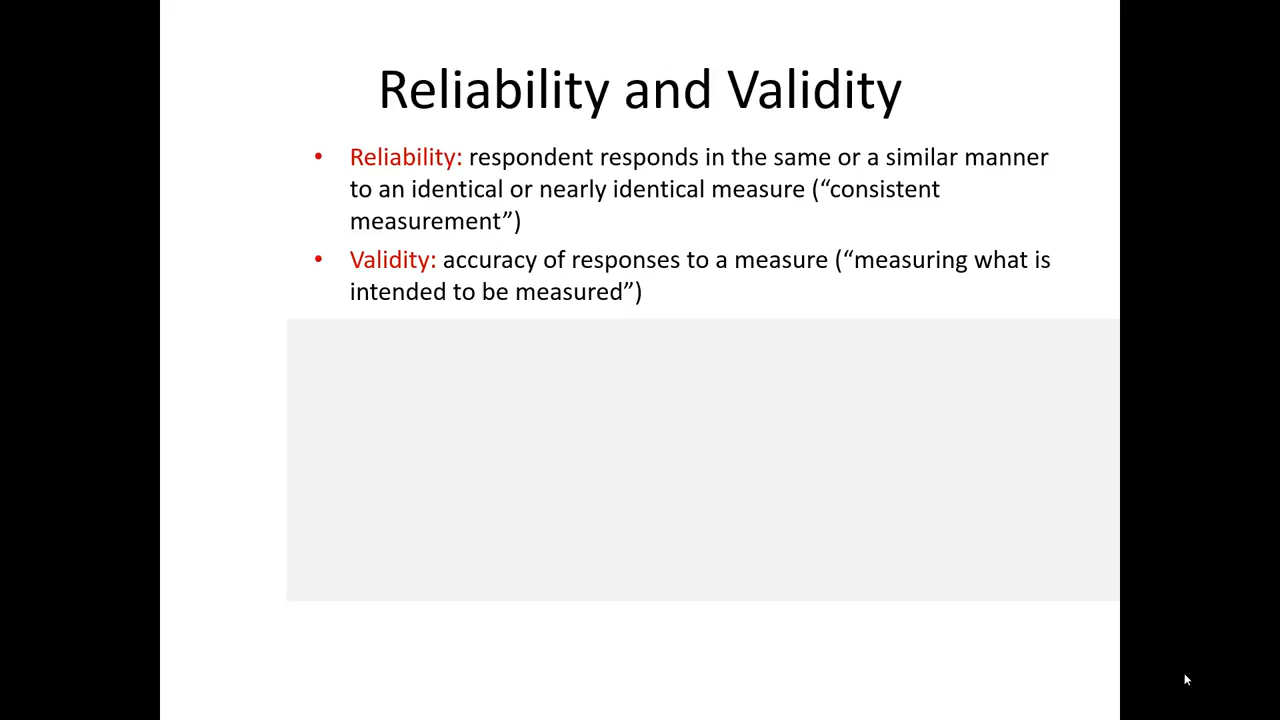 Reliability and Validity
• Reliability: respondent responds in the same or a similar manner
to an identical or nearly identical measure (“consistent
measurement”)
• Validity: accuracy of responses to a measure (“measuring what is
intended to be measured”)